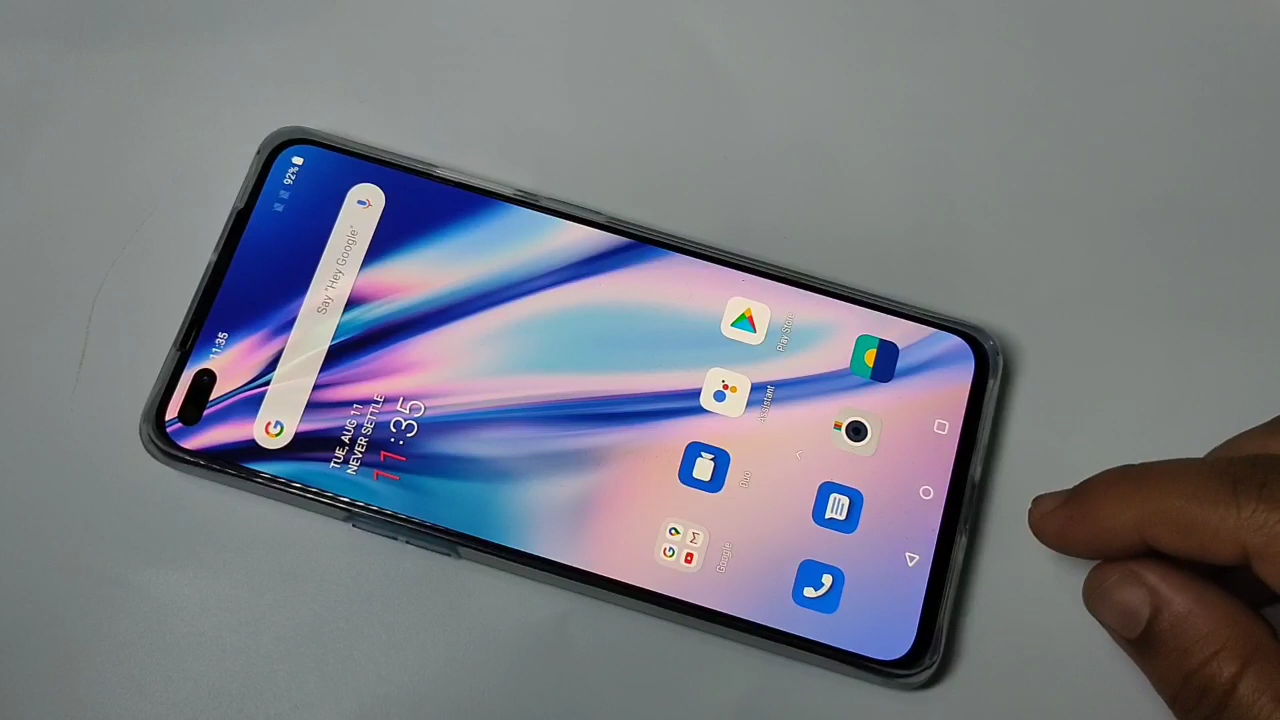 11:35
92%
Say "Hey Google"
TUE, AUG 11
NEVER SETTLE
11:35
Google
Duo
Assistant
Play Store